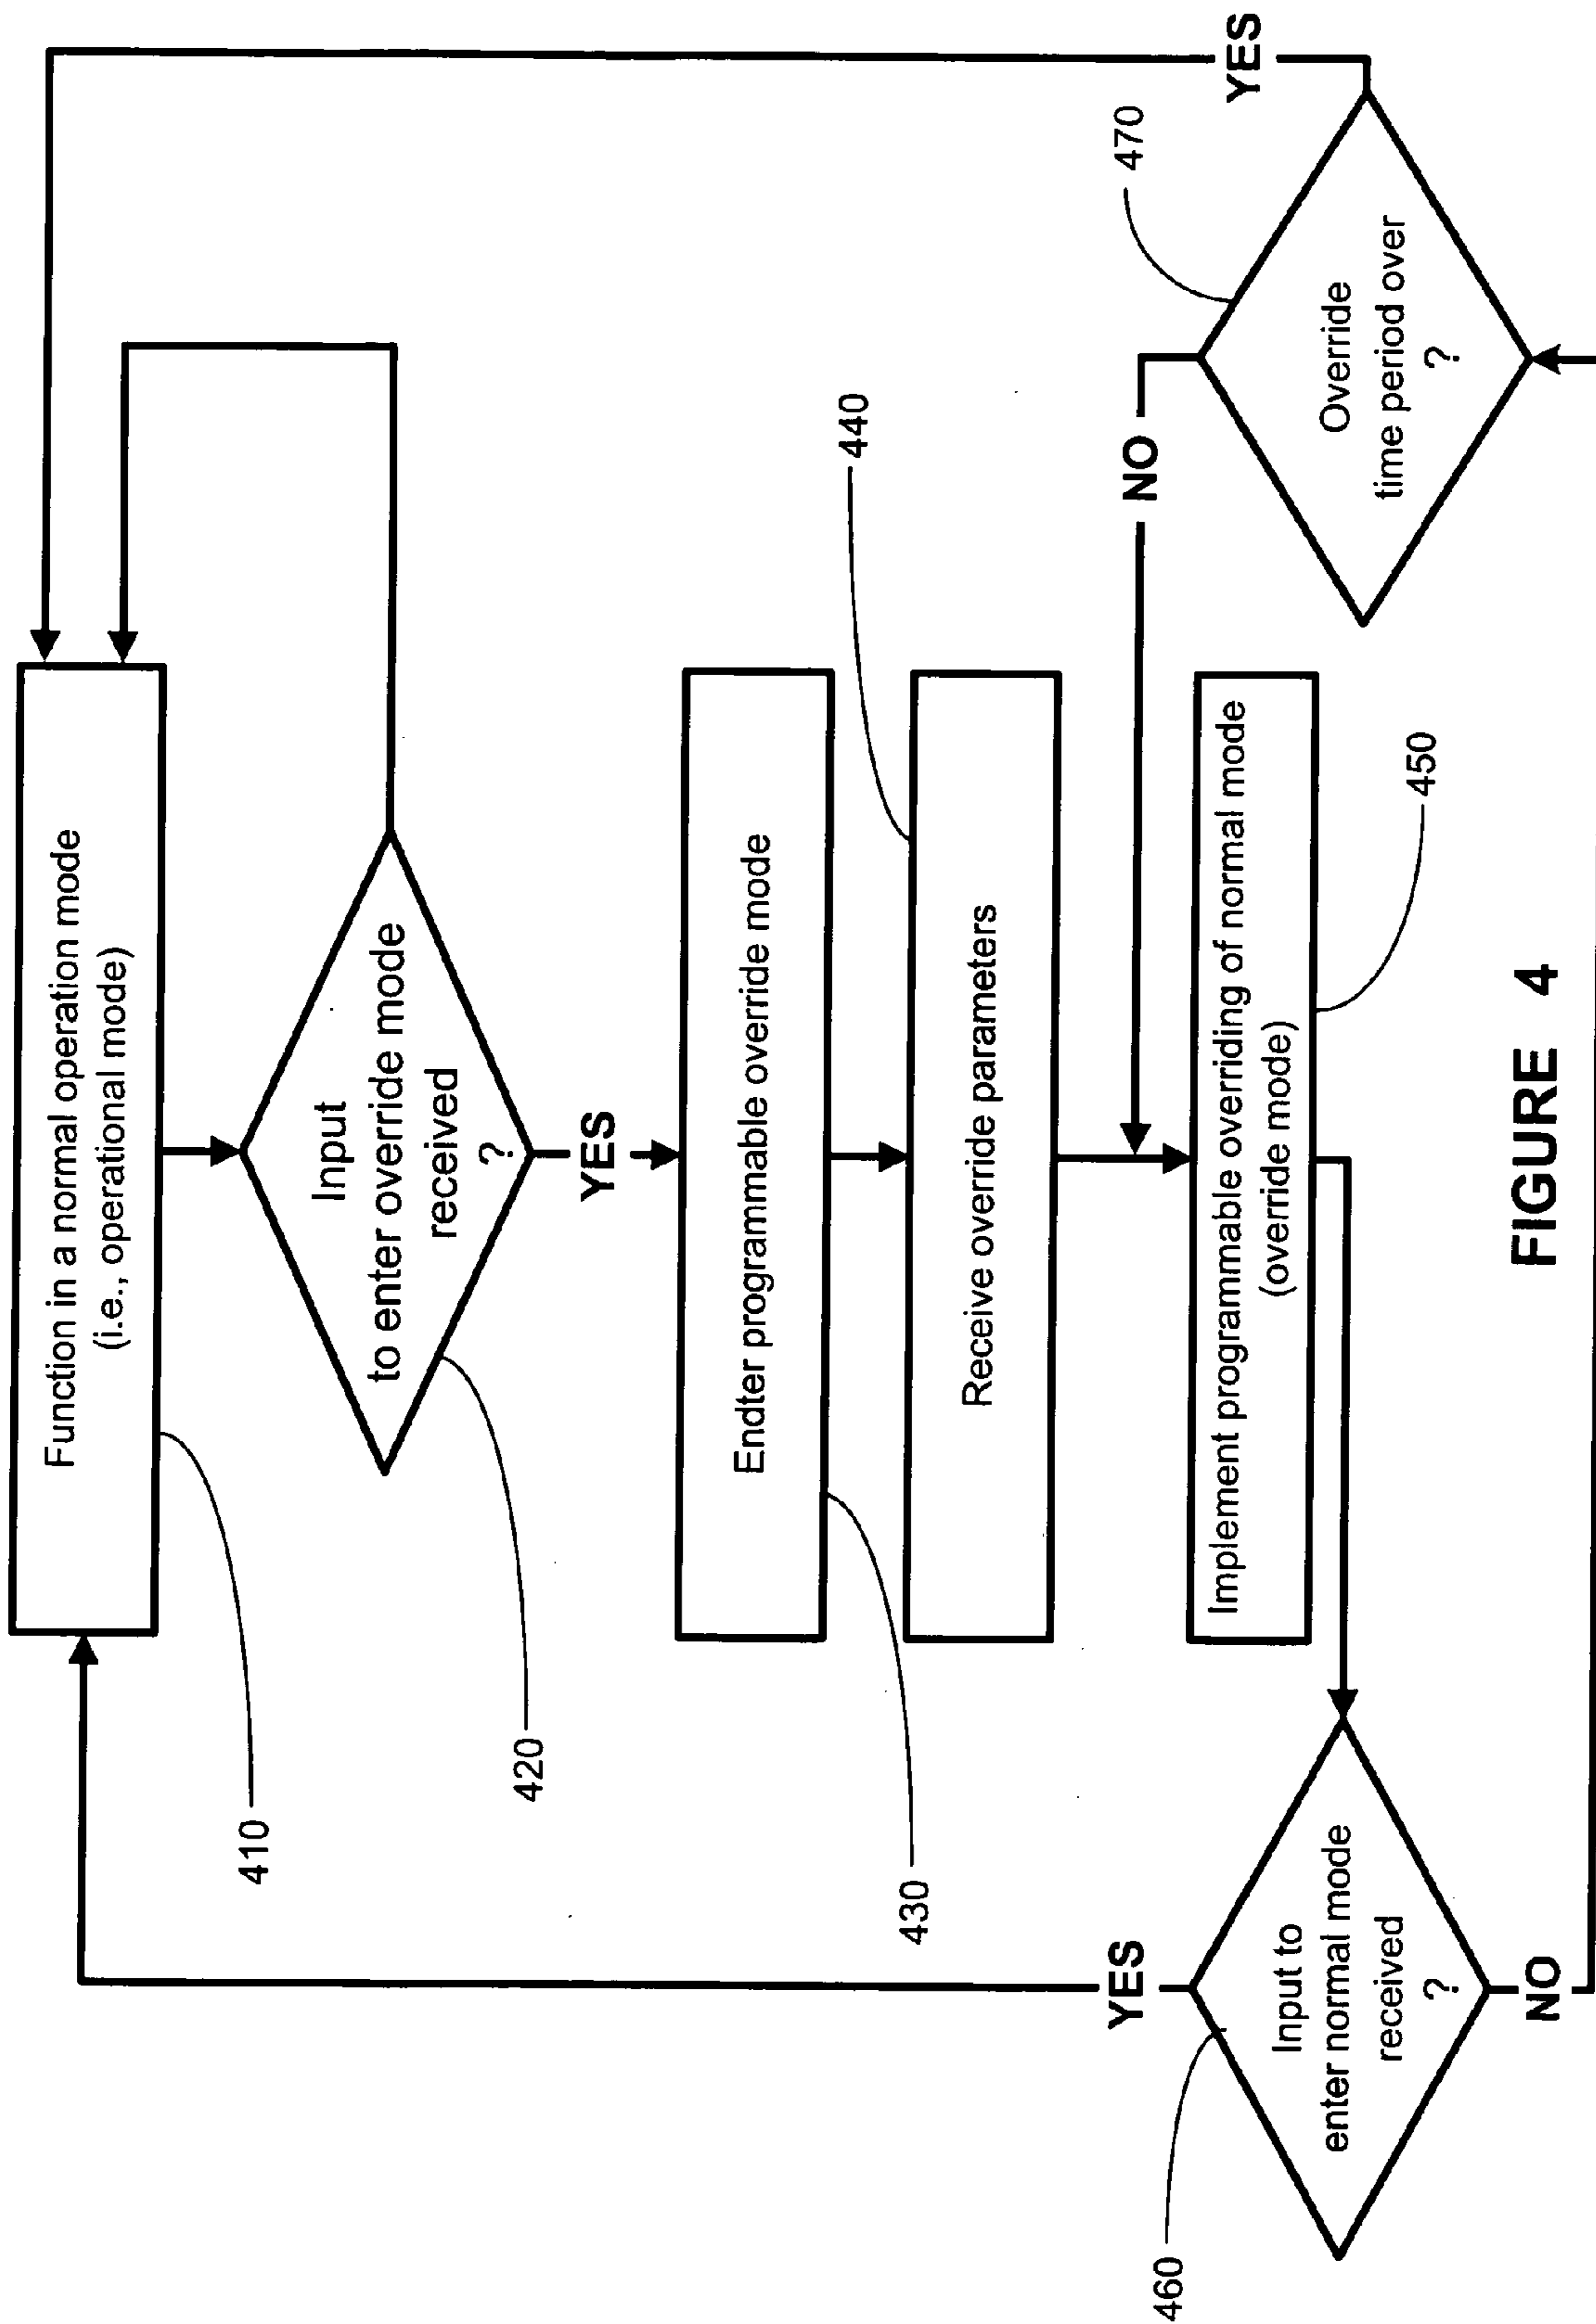 Function in a normal operation mode
(i.e., operational mode)
410
Input
to enter override mode
received
?
420
YES
Endter programmable override mode
430
Receive override parameters
440
Implement programmable overriding of normal mode
(override mode)
450
Input to
enter normal mode
received
?
460
YES
NO
Override
time period over
?
470
NO
YES
FIGURE 4